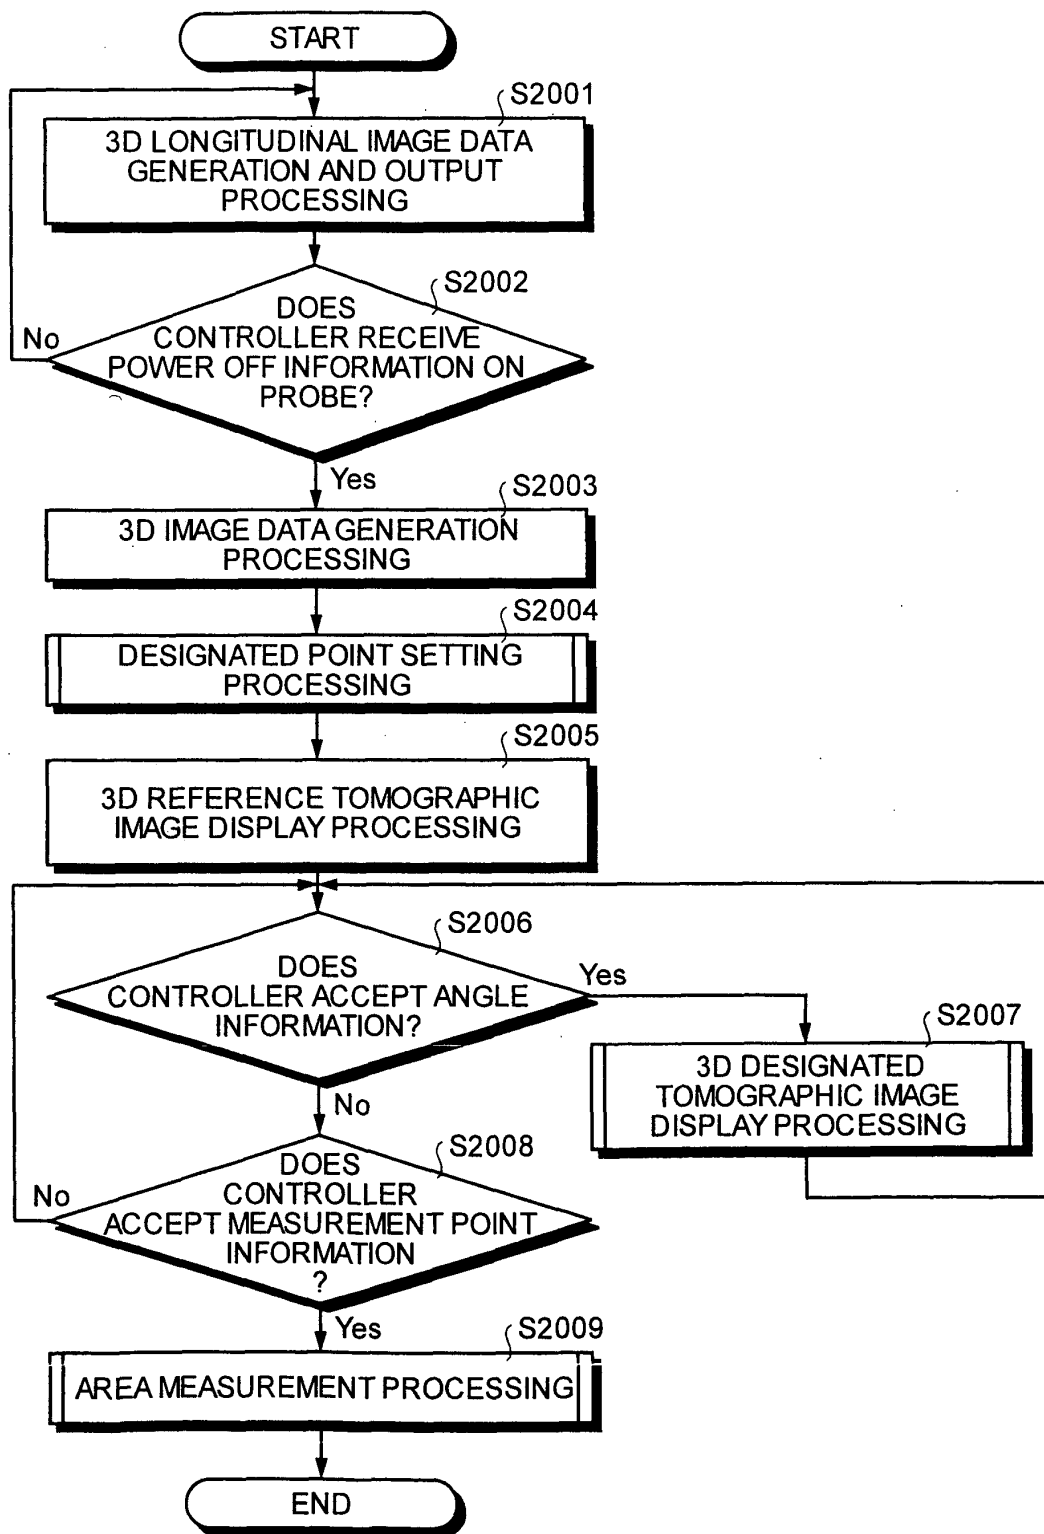 START
S2001
3D LONGITUDINAL IMAGE DATA
GENERATION AND OUTPUT
PROCESSING
S2002
DOES
CONTROLLER RECEIVE
POWER OFF INFORMATION ON
PROBE?
No
Yes
S2003
3D IMAGE DATA GENERATION
PROCESSING
S2004
DESIGNATED POINT SETTING
PROCESSING
S2005
3D REFERENCE TOMOGRAPHIC
IMAGE DISPLAY PROCESSING
S2006
DOES
CONTROLLER ACCEPT ANGLE
INFORMATION?
Yes
S2007
3D DESIGNATED
TOMOGRAPHIC IMAGE
DISPLAY PROCESSING
No
S2008
DOES
CONTROLLER
ACCEPT MEASUREMENT POINT
INFORMATION
?
No
Yes
S2009
AREA MEASUREMENT PROCESSING
END